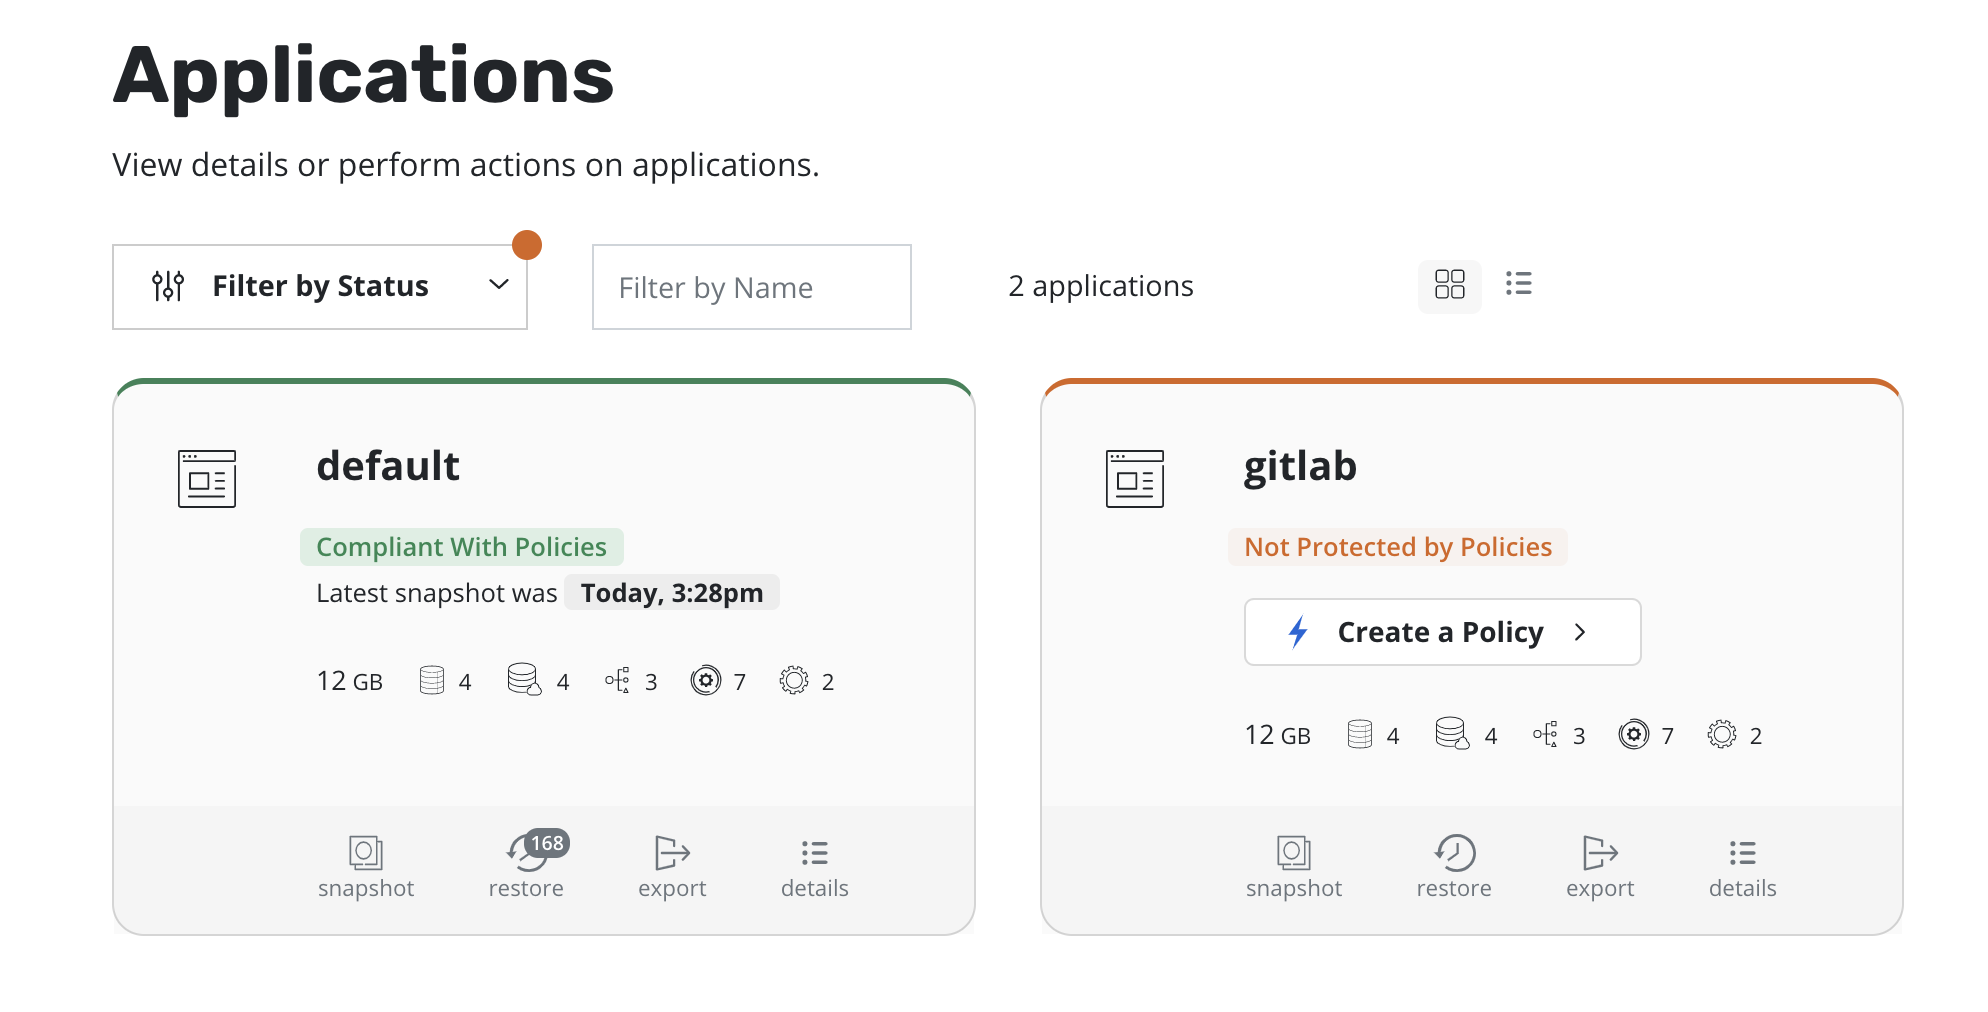 Applications
View details or perform actions on applications.
Filter by Status
Filter by Name
2 applications
default
Compliant With Policies
Latest snapshot was Today, 3:28pm
12 GB 4 4 3 7 2
168
snapshot restore export details
gitlab
Not Protected by Policies
Create a Policy
12 GB 4 4 3 7 2
snapshot restore export details